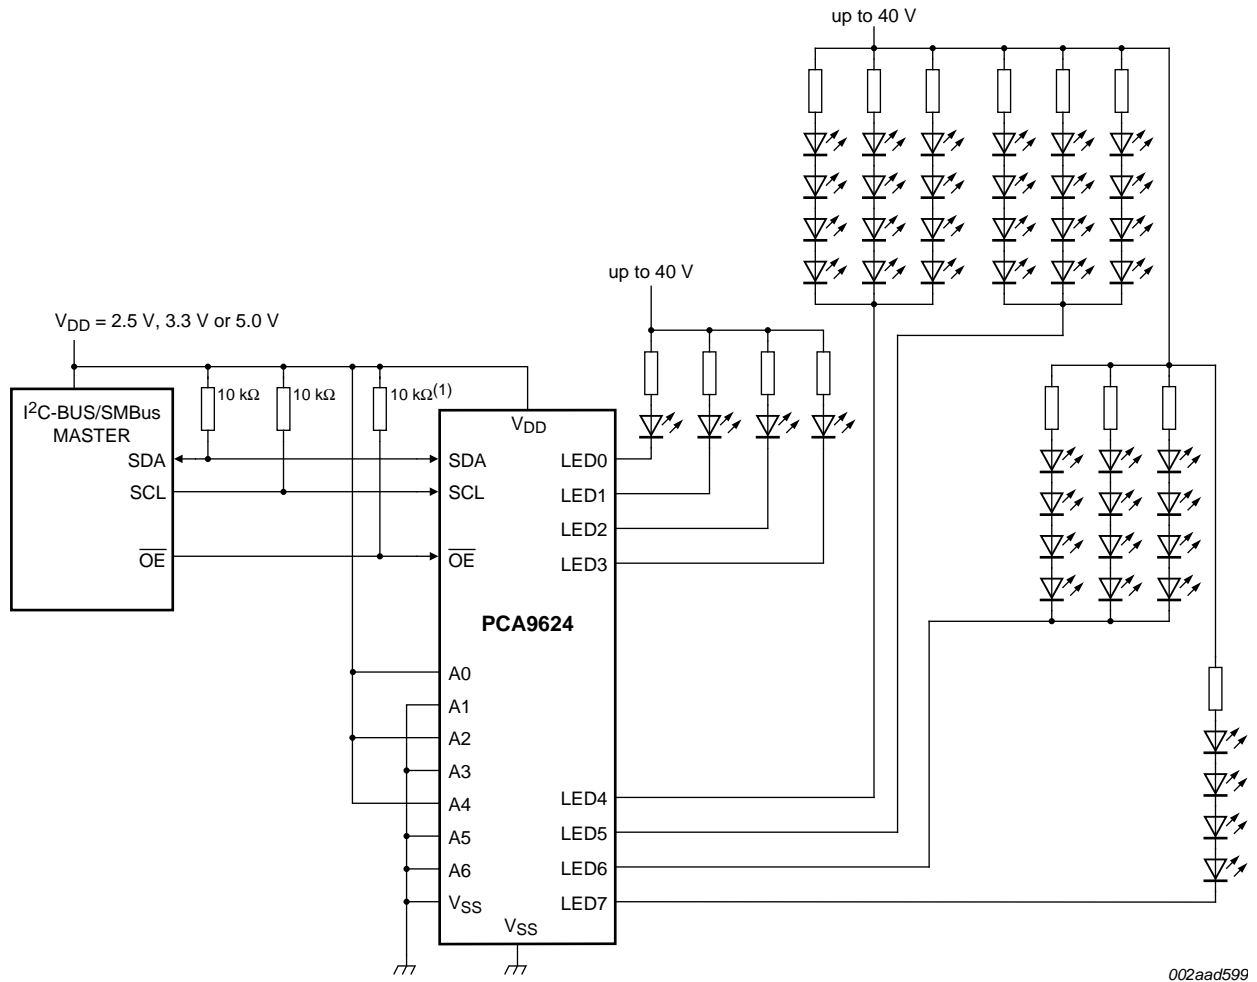 up to 40 V
up to 40 V
V_DD = 2.5 V, 3.3 V or 5.0 V
10 kΩ
10 kΩ
10 kΩ(1)
I²C-BUS/SMBus
MASTER
SDA
SCL
OE
V_DD
SDA
SCL
OE
LED0
LED1
LED2
LED3
PCA9624
A0
A1
A2
A3
A4
A5
A6
V_SS
V_SS
LED4
LED5
LED6
LED7
002aad599